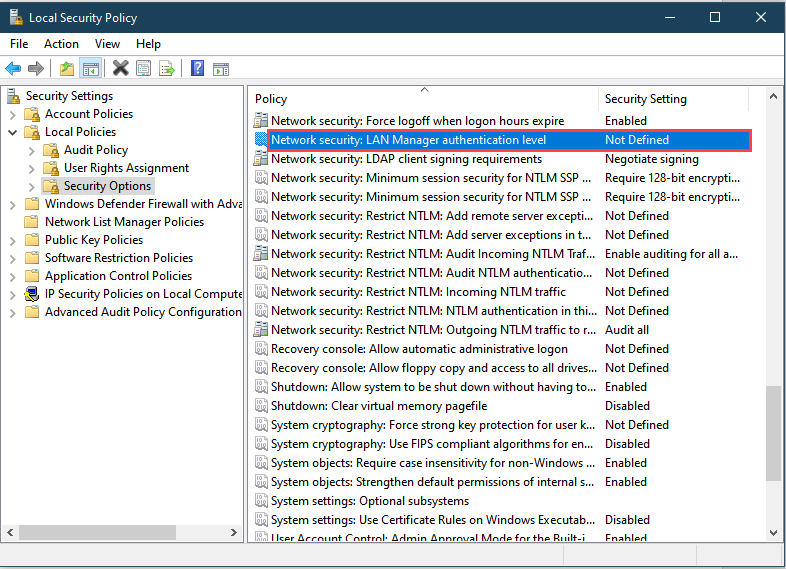 Local Security Policy
File Action View Help
Security Settings
Account Policies
Local Policies
Audit Policy
User Rights Assignment
Security Options
Windows Defender Firewall with Adva
Network List Manager Policies
Public Key Policies
Software Restriction Policies
Application Control Policies
IP Security Policies on Local Compute
Advanced Audit Policy Configuration
Policy Security Setting
Network security: Force logoff when logon hours expire Enabled
Network security: LAN Manager authentication level Not Defined
Network security: LDAP client signing requirements Negotiate signing
Network security: Minimum session security for NTLM SSP ... Require 128-bit encrypti...
Network security: Minimum session security for NTLM SSP ... Require 128-bit encrypti...
Network security: Restrict NTLM: Add remote server excepti... Not Defined
Network security: Restrict NTLM: Add server exceptions in t... Not Defined
Network security: Restrict NTLM: Audit Incoming NTLM Traf... Enable auditing for all a...
Network security: Restrict NTLM: Audit NTLM authenticatio... Not Defined
Network security: Restrict NTLM: Incoming NTLM traffic Not Defined
Network security: Restrict NTLM: NTLM authentication in thi... Not Defined
Network security: Restrict NTLM: Outgoing NTLM traffic to r... Audit all
Recovery console: Allow automatic administrative logon Not Defined
Recovery console: Allow floppy copy and access to all drives... Not Defined
Shutdown: Allow system to be shut down without having to... Enabled
Shutdown: Clear virtual memory pagefile Disabled
System cryptography: Force strong key protection for user k... Not Defined
System cryptography: Use FIPS compliant algorithms for en... Disabled
System objects: Require case insensitivity for non-Windows ... Enabled
System objects: Strengthen default permissions of internal s... Enabled
System settings: Optional subsystems
System settings: Use Certificate Rules on Windows Executab... Disabled
User Account Control: Admin Approval Mode for the Built-i... Enabled